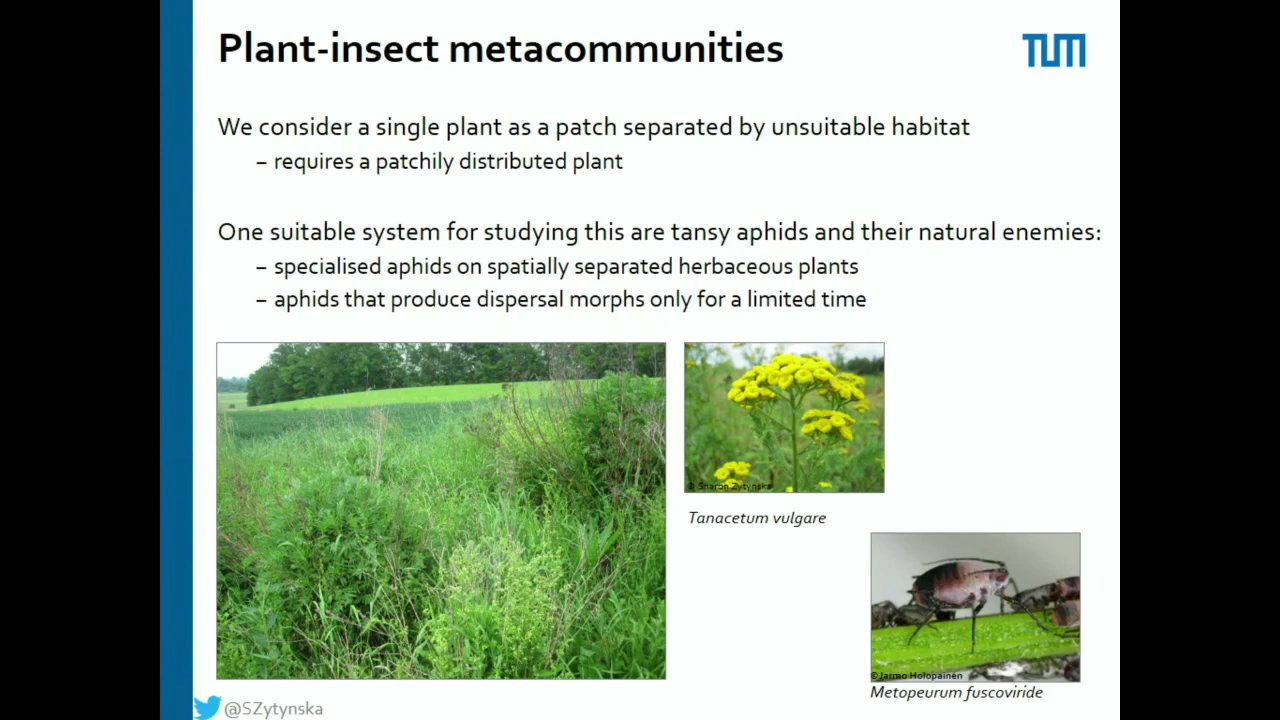 Plant-insect metacommunities
TUM
We consider a single plant as a patch separated by unsuitable habitat
– requires a patchily distributed plant
One suitable system for studying this are tansy aphids and their natural enemies:
– specialised aphids on spatially separated herbaceous plants
– aphids that produce dispersal morphs only for a limited time
© Sharon Zytynska
Tanacetum vulgare
© Jarmo Holopainen
Metopeurum fuscoviride
@SZytynska